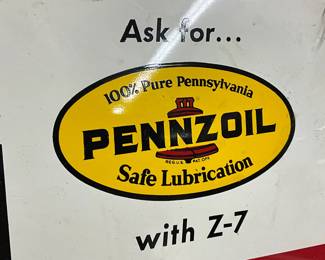 Ask for...
100% Pure Pennsylvania
PENNZOIL
REG. U.S. PAT. OFF.
Safe Lubrication
with Z-7